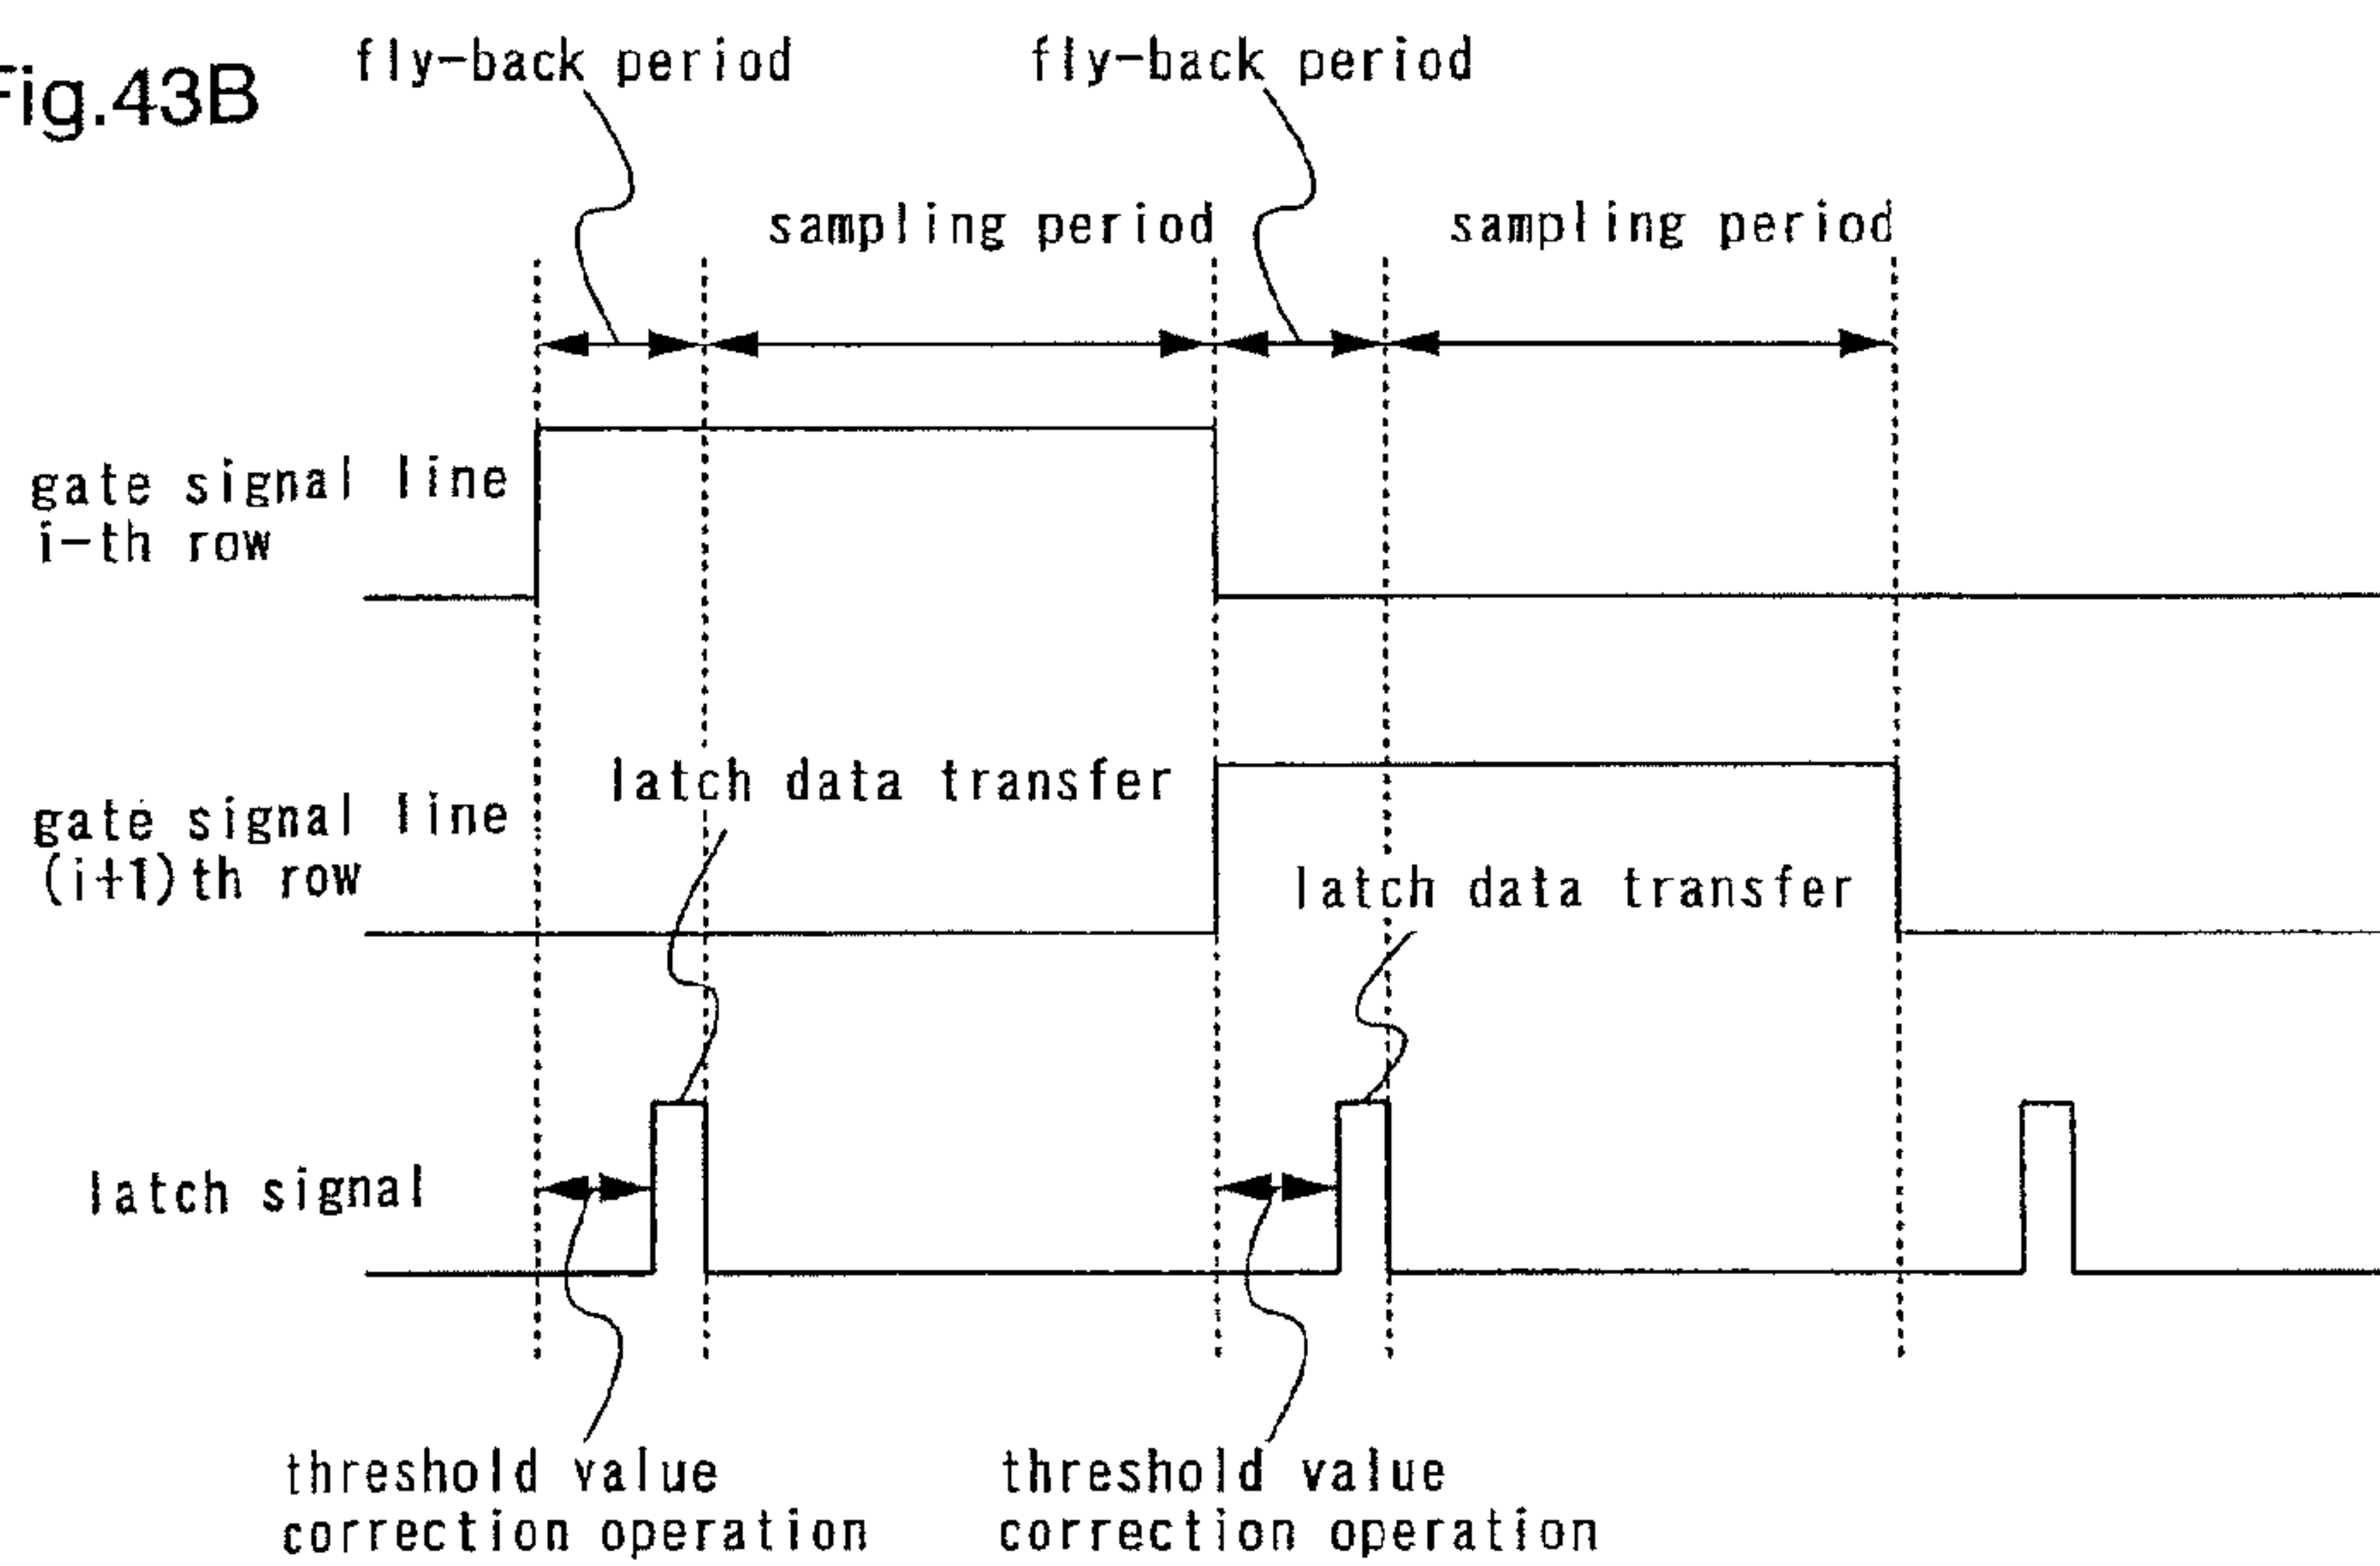 Fig.43B
fly-back period
fly-back period
sampling period
sampling period
gate signal line
i-th row
latch data transfer
gate signal line
(i+1)th row
latch data transfer
latch signal
threshold value
correction operation
threshold value
correction operation